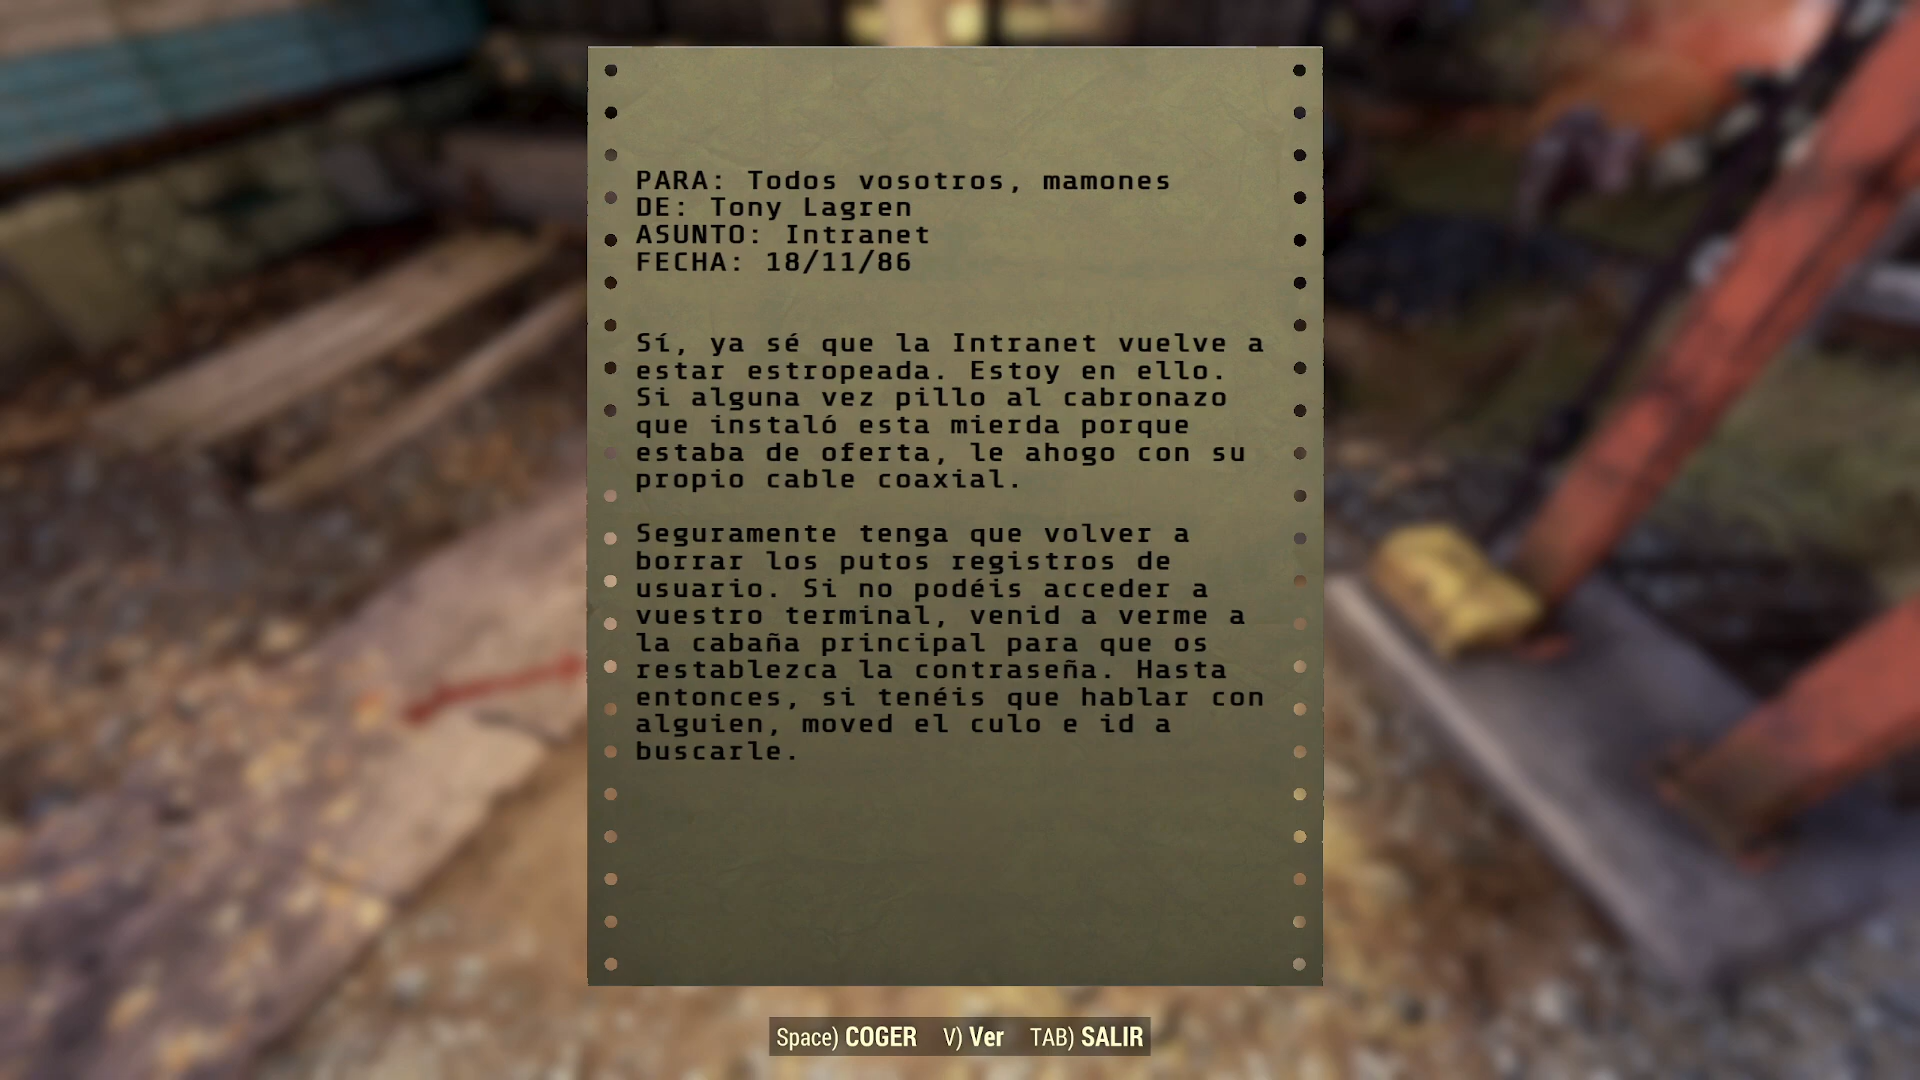 PARA: Todos vosotros, mamones
DE: Tony Lagren
ASUNTO: Intranet
FECHA: 18/11/86
Sí, ya sé que la Intranet vuelve a
estar estropeada. Estoy en ello.
Si alguna vez pillo al cabronazo
que instaló esta mierda porque
estaba de oferta, le ahogo con su
propio cable coaxial.
Seguramente tenga que volver a
borrar los putos registros de
usuario. Si no podéis acceder a
vuestro terminal, venid a verme a
la cabaña principal para que os
restablezca la contraseña. Hasta
entonces, si tenéis que hablar con
alguien, moved el culo e id a
buscarle.
Space) COGER V) Ver TAB) SALIR